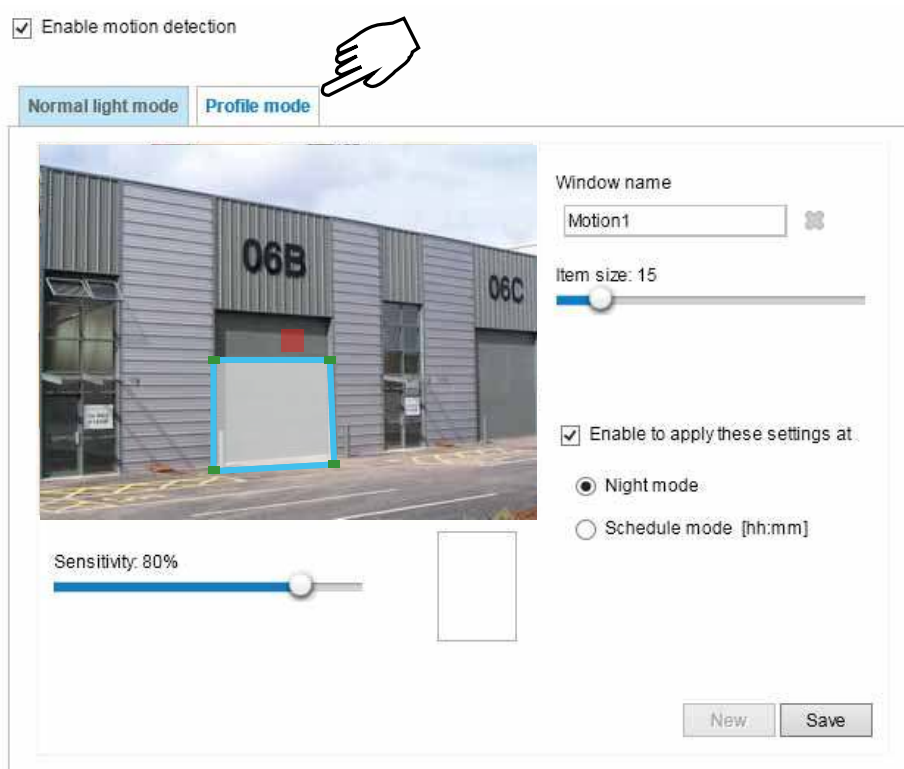 Enable motion detection
Normal light mode
Profile mode
06B
06C
Window name
Motion1
Item size: 15
Enable to apply these settings at
Night mode
Schedule mode [hh:mm]
Sensitivity: 80%
New
Save